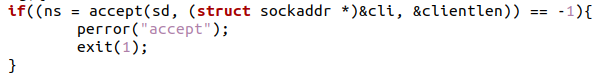 if((ns = accept(sd, (struct sockaddr *)&cli, &clientlen)) == -1){
        perror("accept");
        exit(1);
}